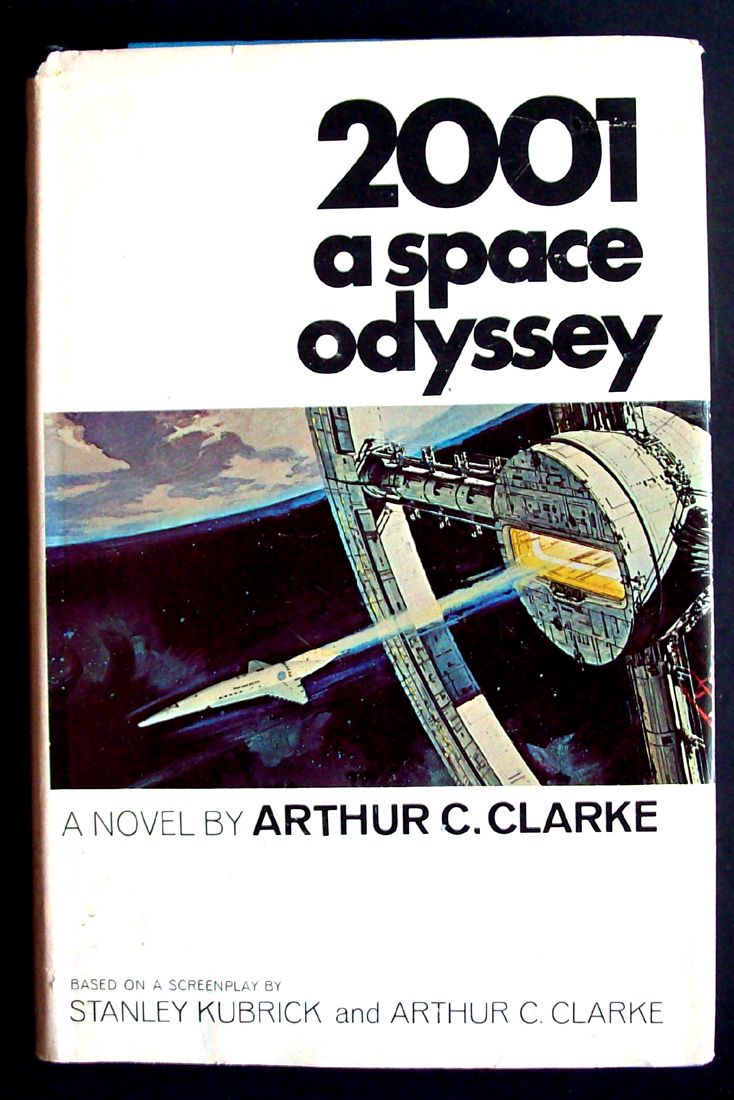 2001
a space
odyssey
A NOVEL BY ARTHUR C. CLARKE
BASED ON A SCREENPLAY BY
STANLEY KUBRICK and ARTHUR C. CLARKE